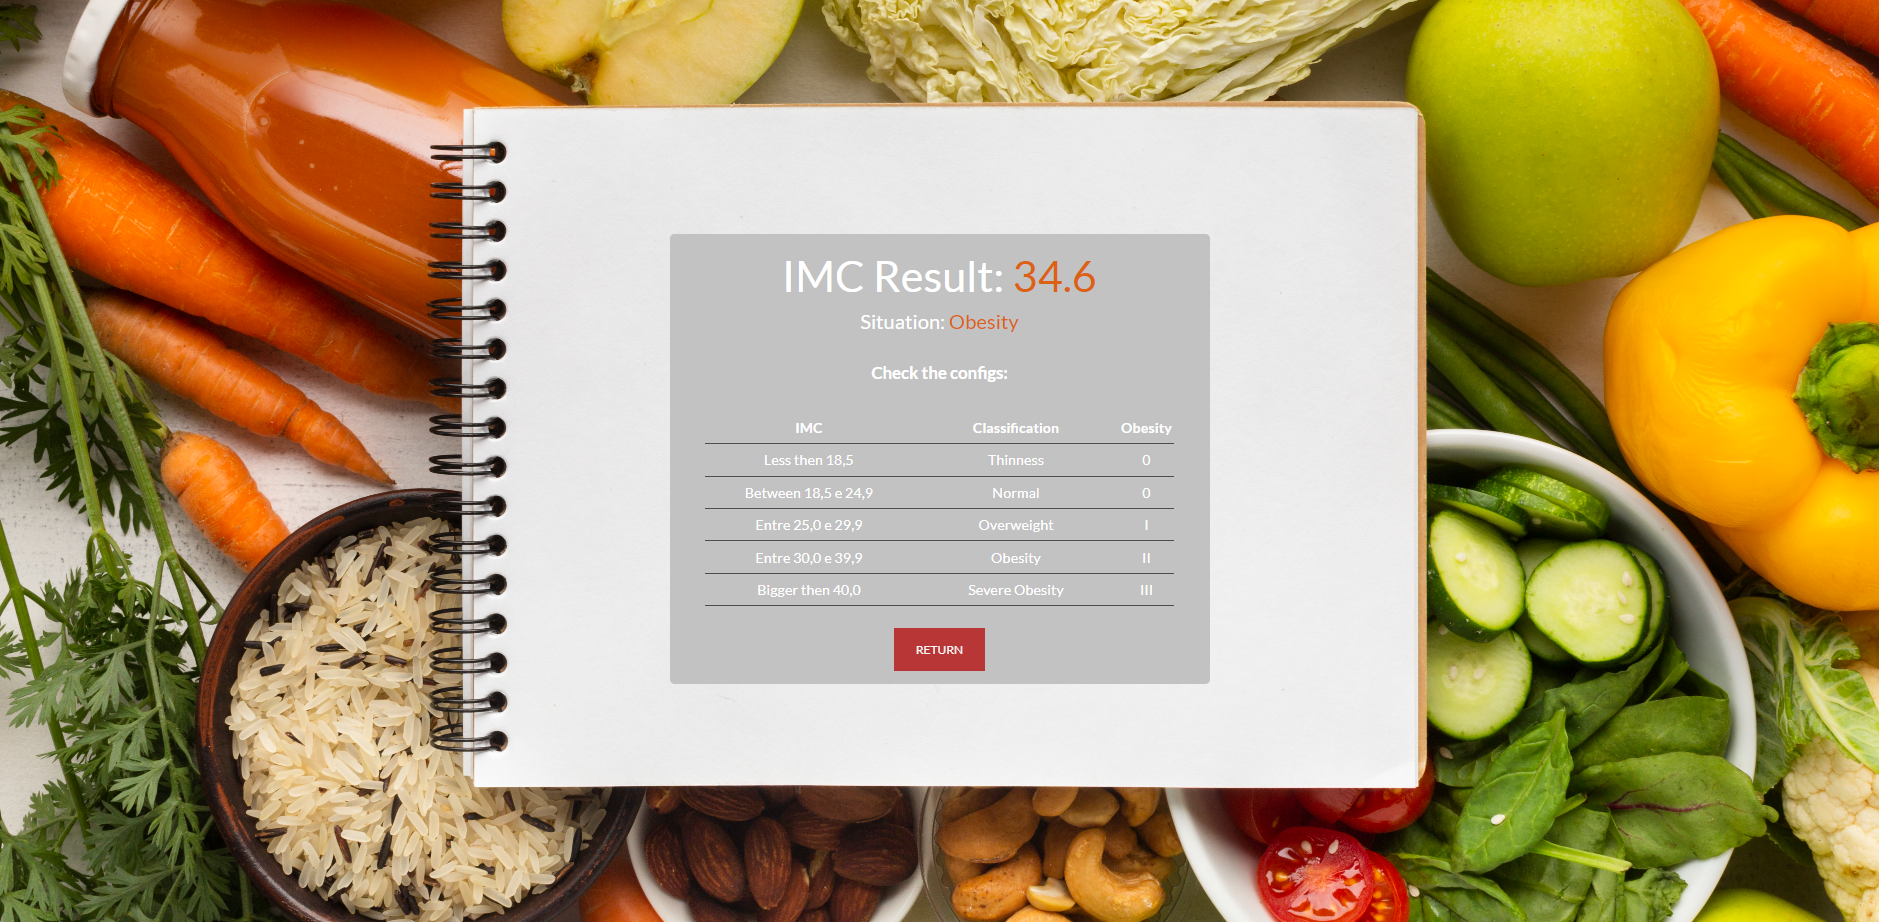 IMC Result: 34.6
Situation: Obesity
Check the configs:
IMC Classification Obesity
Less then 18,5 Thinness 0
Between 18,5 e 24,9 Normal 0
Entre 25,0 e 29,9 Overweight I
Entre 30,0 e 39,9 Obesity II
Bigger then 40,0 Severe Obesity III
RETURN